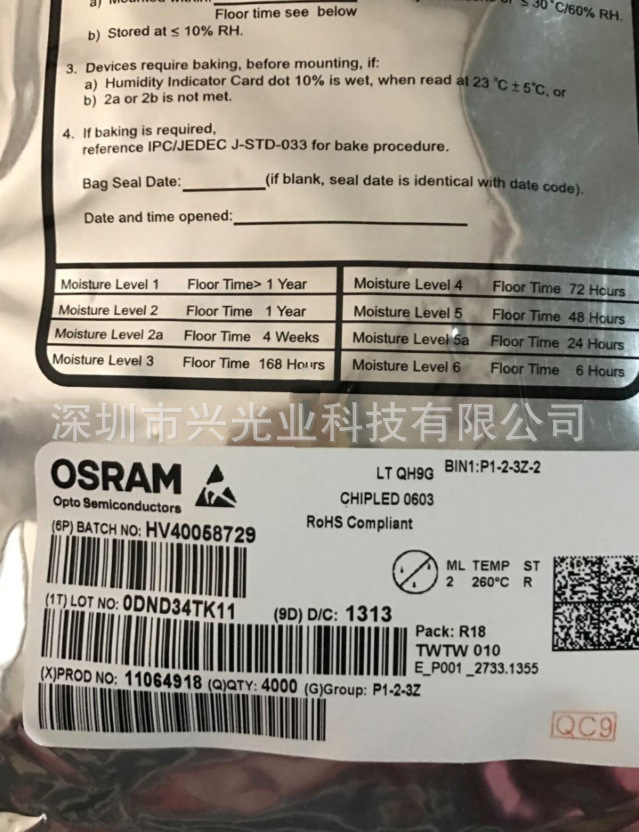 ≤ 30°C/60% RH.
Floor time see below
b) Stored at ≤ 10% RH.
3. Devices require baking, before mounting, if:
a) Humidity Indicator Card dot 10% is wet, when read at 23 °C ± 5°C, or
b) 2a or 2b is not met.
4. If baking is required,
reference IPC/JEDEC J-STD-033 for bake procedure.
Bag Seal Date: (if blank, seal date is identical with date code).
Date and time opened:
Moisture Level 1 Floor Time> 1 Year
Moisture Level 2 Floor Time 1 Year
Moisture Level 2a Floor Time 4 Weeks
Moisture Level 3 Floor Time 168 Hours
Moisture Level 4 Floor Time 72 Hours
Moisture Level 5 Floor Time 48 Hours
Moisture Level 5a Floor Time 24 Hours
Moisture Level 6 Floor Time 6 Hours
深圳市兴光业科技有限公司
OSRAM
Opto Semiconductors
LT QH9G BIN1:P1-2-3Z-2
CHIPLED 0603
RoHS Compliant
(6P) BATCH NO: HV40058729
ML TEMP ST
2 260°C R
(1T) LOT NO: 0DND34TK11 (9D) D/C: 1313
Pack: R18
TWTW 010
E_P001_2733.1355
(X)PROD NO: 11064918 (Q)QTY: 4000 (G)Group: P1-2-3Z
QC9